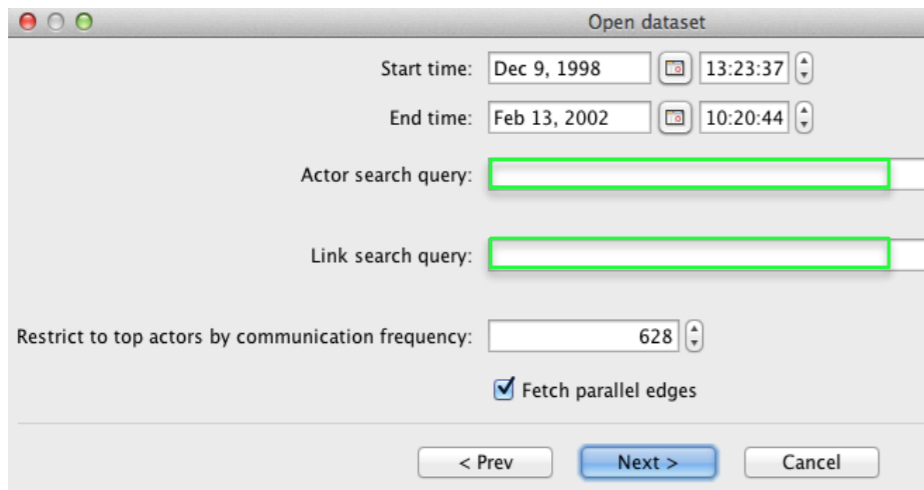 Open dataset
Start time: Dec 9, 1998 13:23:37
End time: Feb 13, 2002 10:20:44
Actor search query:
Link search query:
Restrict to top actors by communication frequency: 628
Fetch parallel edges
< Prev Next > Cancel